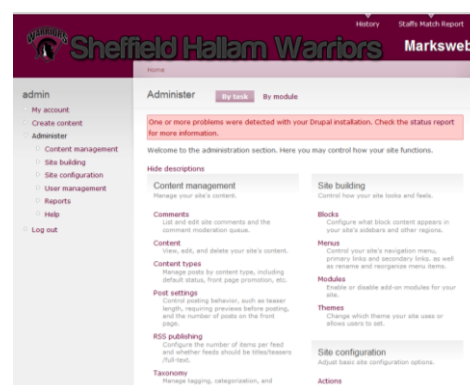 History Staffs Match Report
WARRIORS
Sheffield Hallam Warriors
Marksweb
Home
admin
My account
Create content
Administer
Content management
Site building
Site configuration
User management
Reports
Help
Log out
Administer By task By module
One or more problems were detected with your Drupal installation. Check the status report
for more information.
Welcome to the administration section. Here you may control how your site functions.
Hide descriptions
Content management
Manage your site's content.
Comments
List and edit site comments and the
comment moderation queue.
Content
View, edit, and delete your site's content.
Content types
Manage posts by content type, including
default status, front page promotion, etc.
Post settings
Control posting behavior, such as teaser
length, requiring previews before posting,
and the number of posts on the front
page.
RSS publishing
Configure the number of items per feed
and whether feeds should be titles/teasers
/full-text.
Taxonomy
Manage tagging, categorization, and
Site building
Control how your site looks and feels.
Blocks
Configure what block content appears in
your site's sidebars and other regions.
Menus
Control your site's navigation menu,
primary links and secondary links. as well
as rename and reorganize menu items.
Modules
Enable or disable add-on modules for your
site.
Themes
Change which theme your site uses or
allows users to set.
Site configuration
Adjust basic site configuration options.
Actions